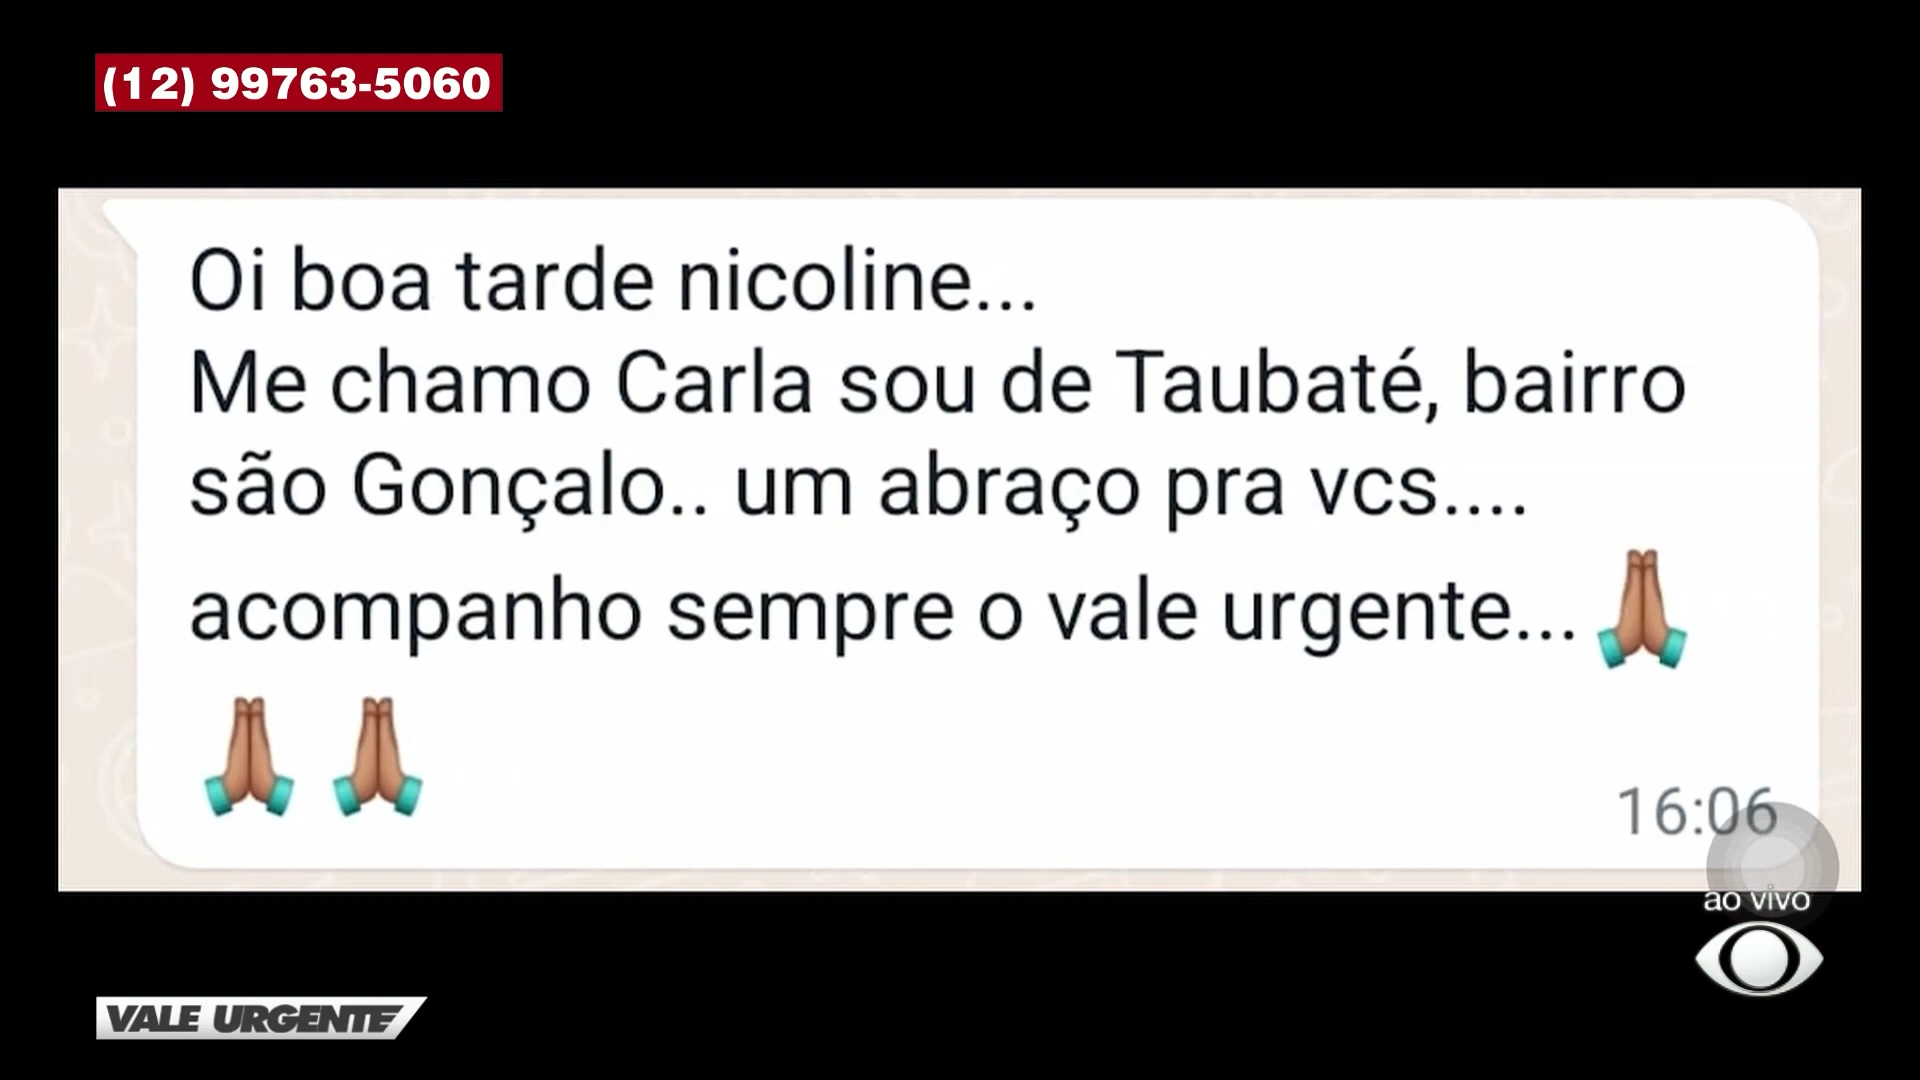 (12) 99763-5060
Oi boa tarde nicoline...
Me chamo Carla sou de Taubaté, bairro
são Gonçalo.. um abraço pra vcs....
acompanho sempre o vale urgente...🙏🏽
🙏🏽 🙏🏽
16:06
ao vivo
VALE URGENTE